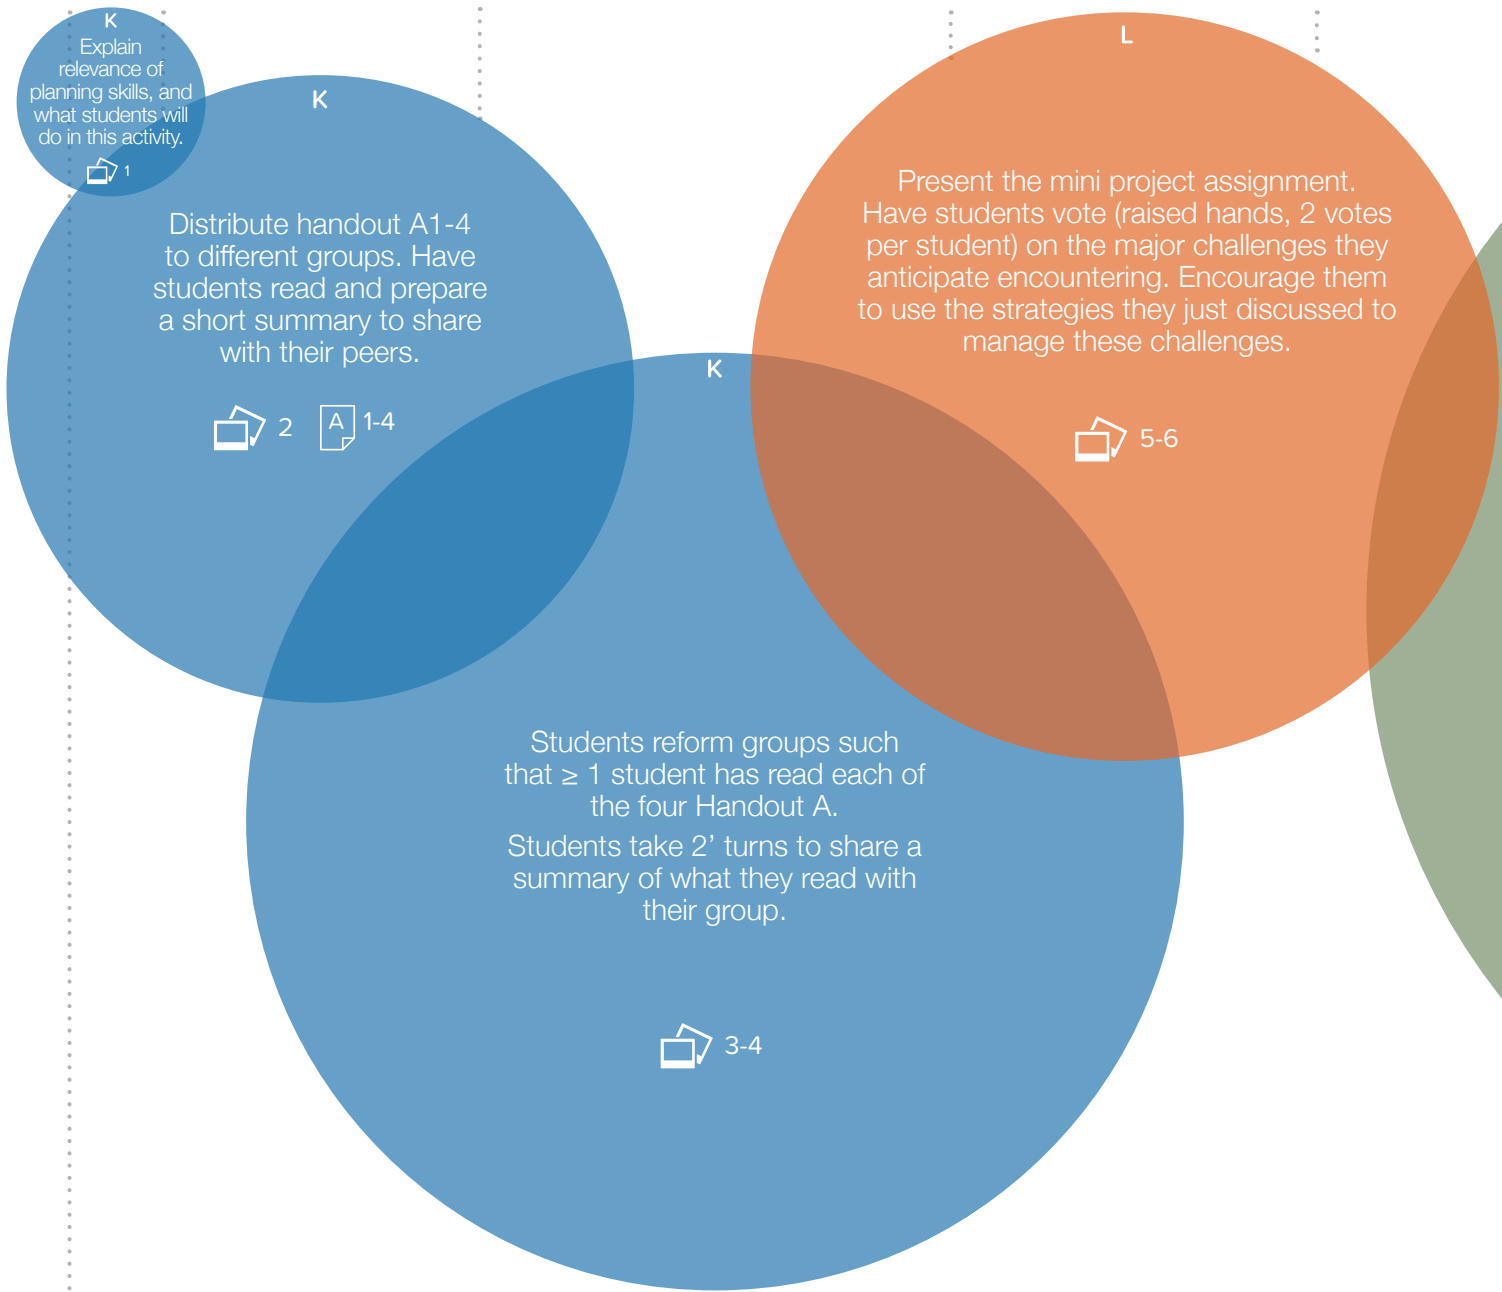 K
Explain
relevance of
planning skills, and
what students will
do in this activity.
1
K
Distribute handout A1-4
to different groups. Have
students read and prepare
a short summary to share
with their peers.
2 A 1-4
K
Students reform groups such
that ≥ 1 student has read each of
the four Handout A.
Students take 2’ turns to share a
summary of what they read with
their group.
3-4
L
Present the mini project assignment.
Have students vote (raised hands, 2 votes
per student) on the major challenges they
anticipate encountering. Encourage them
to use the strategies they just discussed to
manage these challenges.
5-6